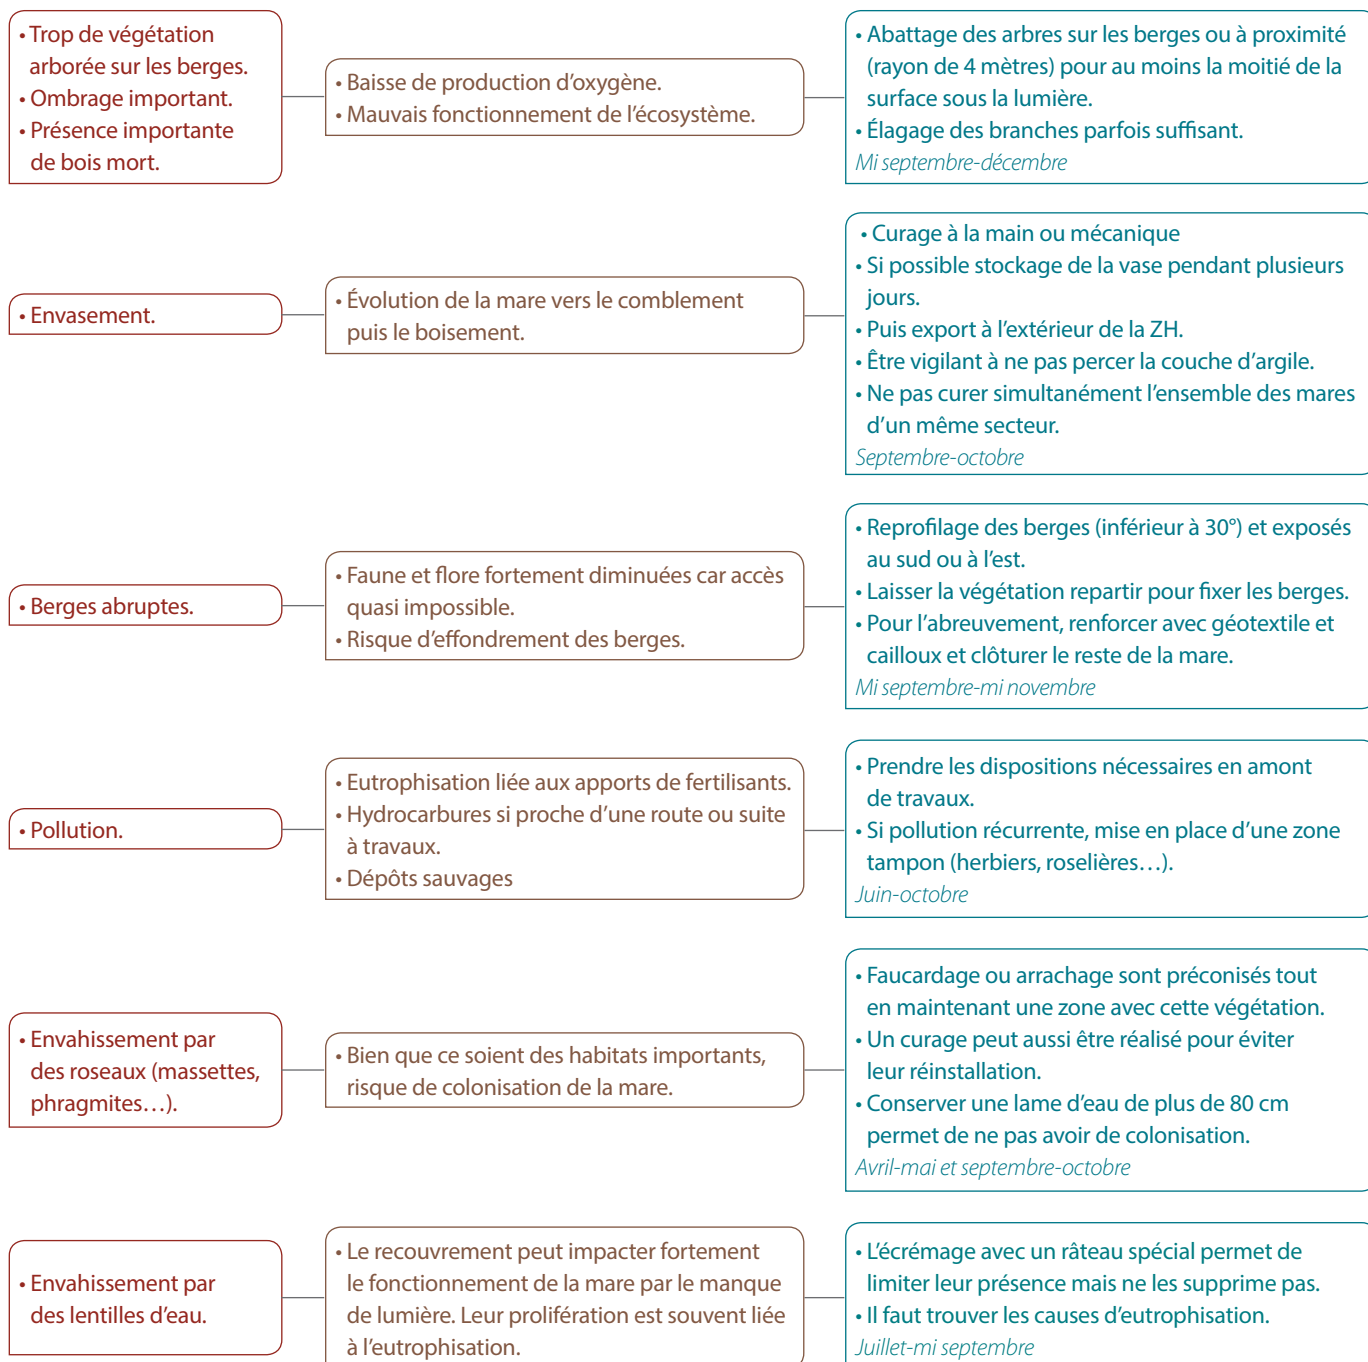 • Trop de végétation
arborée sur les berges.
• Ombrage important.
• Présence importante
de bois mort.
• Baisse de production d’oxygène.
• Mauvais fonctionnement de l’écosystème.
• Abattage des arbres sur les berges ou à proximité
(rayon de 4 mètres) pour au moins la moitié de la
surface sous la lumière.
• Élagage des branches parfois suffisant.
Mi septembre-décembre
• Envasement.
• Évolution de la mare vers le comblement
puis le boisement.
• Curage à la main ou mécanique
• Si possible stockage de la vase pendant plusieurs
jours.
• Puis export à l’extérieur de la ZH.
• Être vigilant à ne pas percer la couche d’argile.
• Ne pas curer simultanément l’ensemble des mares
d’un même secteur.
Septembre-octobre
• Berges abruptes.
• Faune et flore fortement diminuées car accès
quasi impossible.
• Risque d’effondrement des berges.
• Reprofilage des berges (inférieur à 30°) et exposés
au sud ou à l’est.
• Laisser la végétation repartir pour fixer les berges.
• Pour l’abreuvement, renforcer avec géotextile et
cailloux et clôturer le reste de la mare.
Mi septembre-mi novembre
• Pollution.
• Eutrophisation liée aux apports de fertilisants.
• Hydrocarbures si proche d’une route ou suite
à travaux.
• Dépôts sauvages
• Prendre les dispositions nécessaires en amont
de travaux.
• Si pollution récurrente, mise en place d’une zone
tampon (herbiers, roselières…).
Juin-octobre
• Envahissement par
des roseaux (massettes,
phragmites…).
• Bien que ce soient des habitats importants,
risque de colonisation de la mare.
• Faucardage ou arrachage sont préconisés tout
en maintenant une zone avec cette végétation.
• Un curage peut aussi être réalisé pour éviter
leur réinstallation.
• Conserver une lame d’eau de plus de 80 cm
permet de ne pas avoir de colonisation.
Avril-mai et septembre-octobre
• Envahissement par
des lentilles d’eau.
• Le recouvrement peut impacter fortement
le fonctionnement de la mare par le manque
de lumière. Leur prolifération est souvent liée
à l’eutrophisation.
• L’écrémage avec un râteau spécial permet de
limiter leur présence mais ne les supprime pas.
• Il faut trouver les causes d’eutrophisation.
Juillet-mi septembre